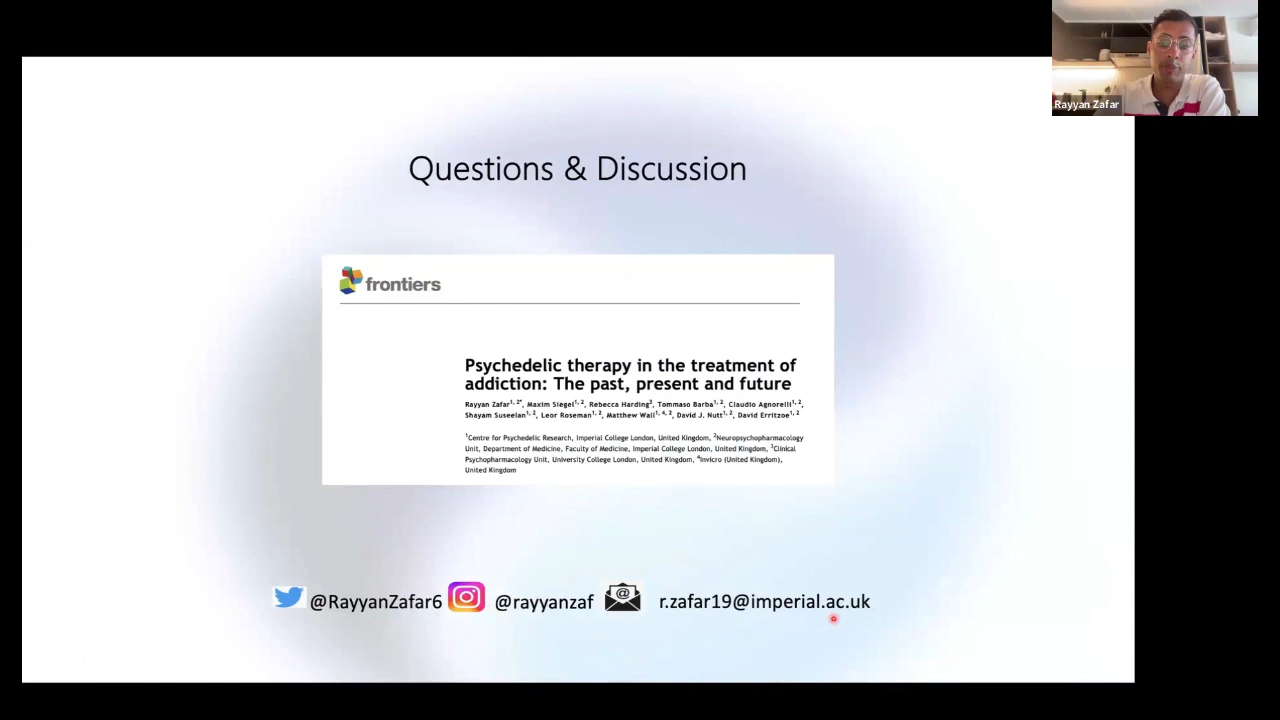 Rayyan Zafar
Questions & Discussion
frontiers
Psychedelic therapy in the treatment of
addiction: The past, present and future
Rayyan Zafar1, 2*, Maxim Siegel1, 2, Rebecca Harding3, Tommaso Barba1, 2, Claudio Agnorelli1, 2,
Shayam Suseelan1, 2, Leor Roseman1, 2, Matthew Wall1, 4, 2, David J. Nutt1, 2, David Erritzoe1, 2
1Centre for Psychedelic Research, Imperial College London, United Kingdom, 2Neuropsychopharmacology
Unit, Department of Medicine, Faculty of Medicine, Imperial College London, United Kingdom, 3Clinical
Psychopharmacology Unit, University College London, United Kingdom, 4Invicro (United Kingdom),
United Kingdom
@RayyanZafar6 @rayyanzaf @ r.zafar19@imperial.ac.uk